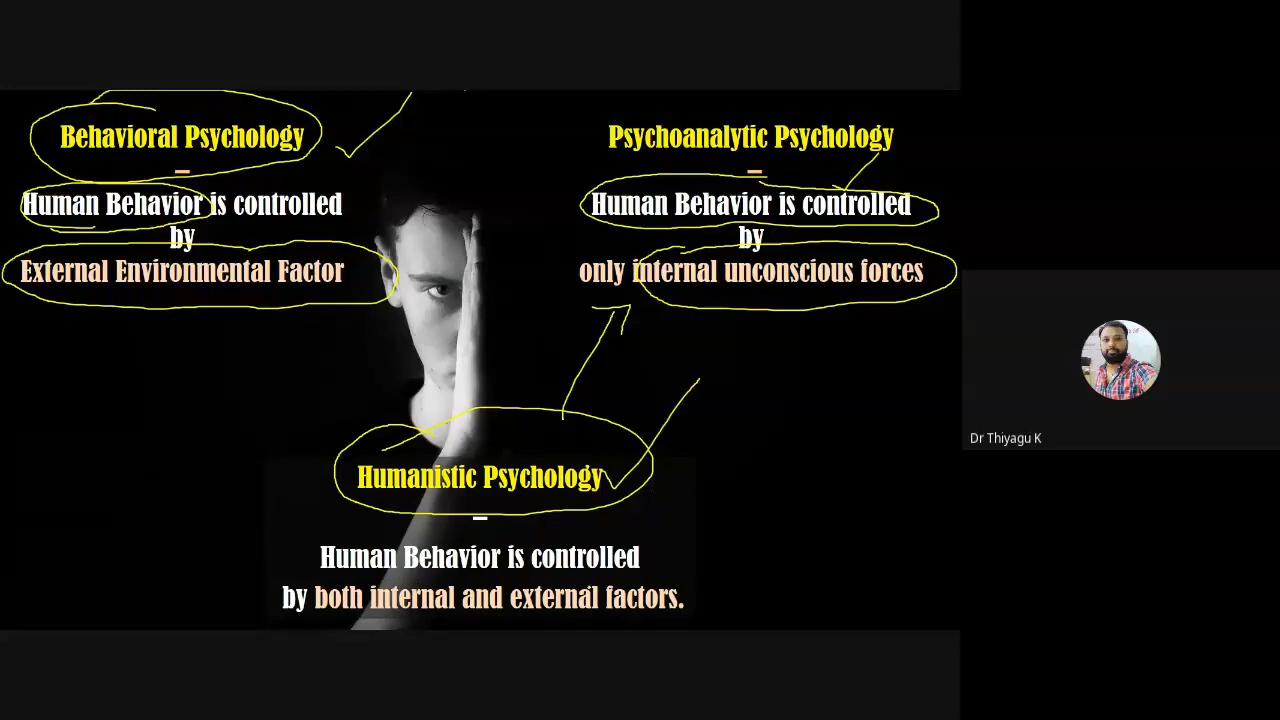 Behavioral Psychology
–
Human Behavior is controlled
by
External Environmental Factor
Psychoanalytic Psychology
–
Human Behavior is controlled
by
only internal unconscious forces
Humanistic Psychology
–
Human Behavior is controlled
by both internal and external factors.
Dr Thiyagu K